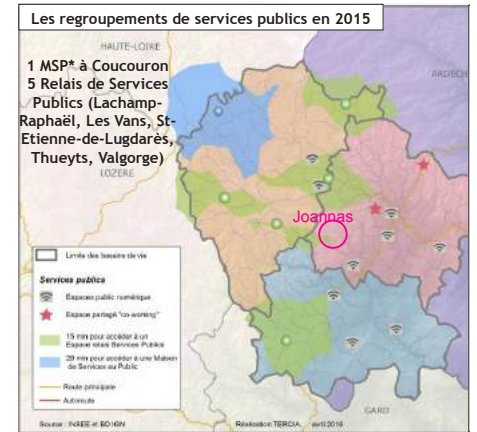 Les regroupements de services publics en 2015
HAUTE-LOIRE
1 MSP* à Coucouron
5 Relais de Services
Publics (Lachamp-
Raphaël, Les Vans, St-
Etienne-de-Lugdarès,
Thueyts, Valgorge)
ARDECH
LOZERE
Joannas
Limite des bassins de vie
Services publics
Espaces public numérique
Espace partagé "co-working"
15 min pour accéder à un
Espace relais Services Publics
20 min pour accéder à une Maison
de Services au Public
Route principale
Autoroute
GARD
Source : INSEE et BD IGN
Réalisation TERCIA, avril 2016